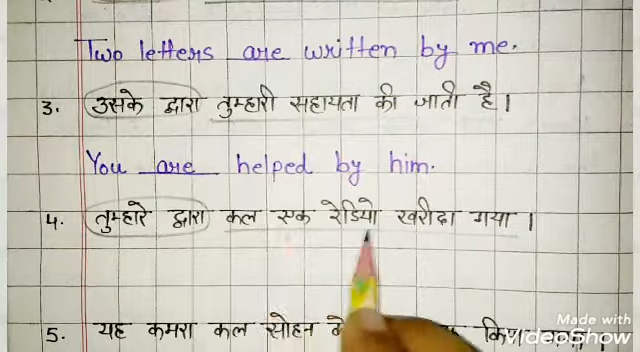 Two letters are written by me.
3. उसके द्वारा तुम्हारी सहायता की जाती है।
You are helped by him.
4. तुम्हारे द्वारा कल एक रेडियो खरीदा गया ।
5. यह कमरा कल सोहन
Made with
VideoShow